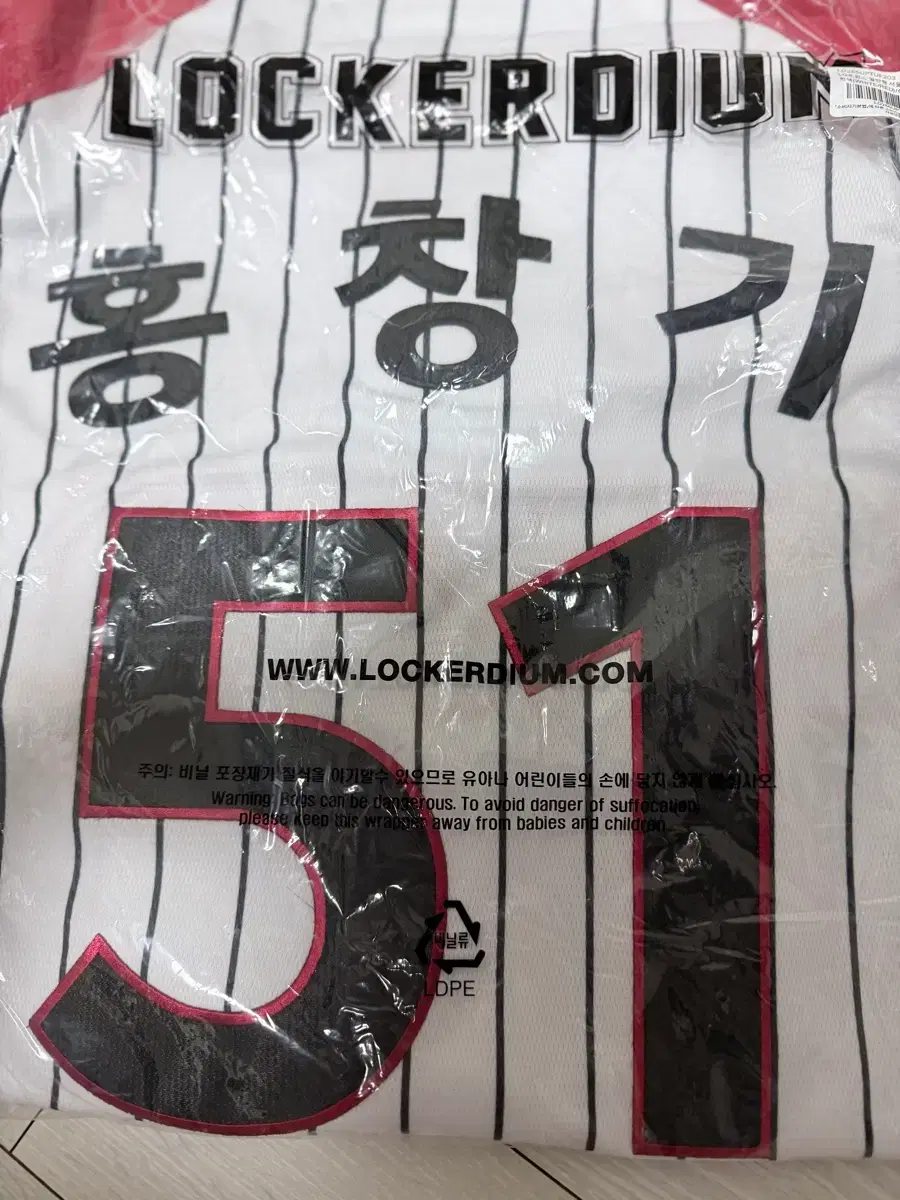 LOCKERDIUM
홍창기
51
WWW.LOCKERDIUM.COM
주의: 비닐 포장재가 질식을 야기할수 있으므로 유아나 어린이들의 손에 닿지 않게 하십시오.
Warning: Bags can be dangerous. To avoid danger of suffocation,
please keep this wrapper away from babies and children.
비닐류
LDPE